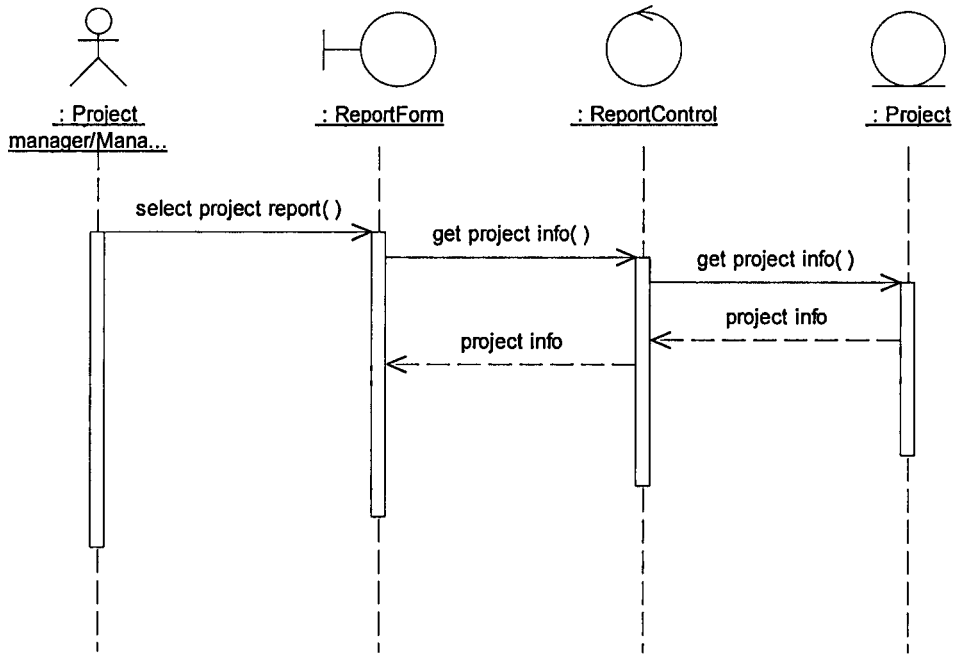 : Project
manager/Mana...
: ReportForm
: ReportControl
: Project
select project report( )
get project info( )
get project info( )
project info
project info